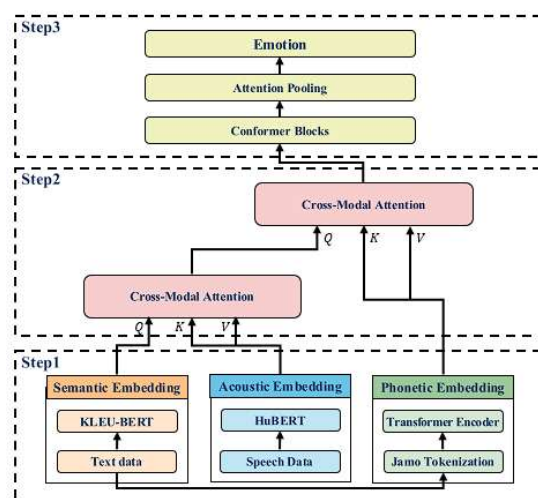 Step3
Emotion
Attention Pooling
Conformer Blocks
Step2
Cross-Modal Attention
Q K V
Cross-Modal Attention
Q K V
Step1
Semantic Embedding Acoustic Embedding Phonetic Embedding
KLEU-BERT HuBERT Transformer Encoder
Text data Speech Data Jamo Tokenization